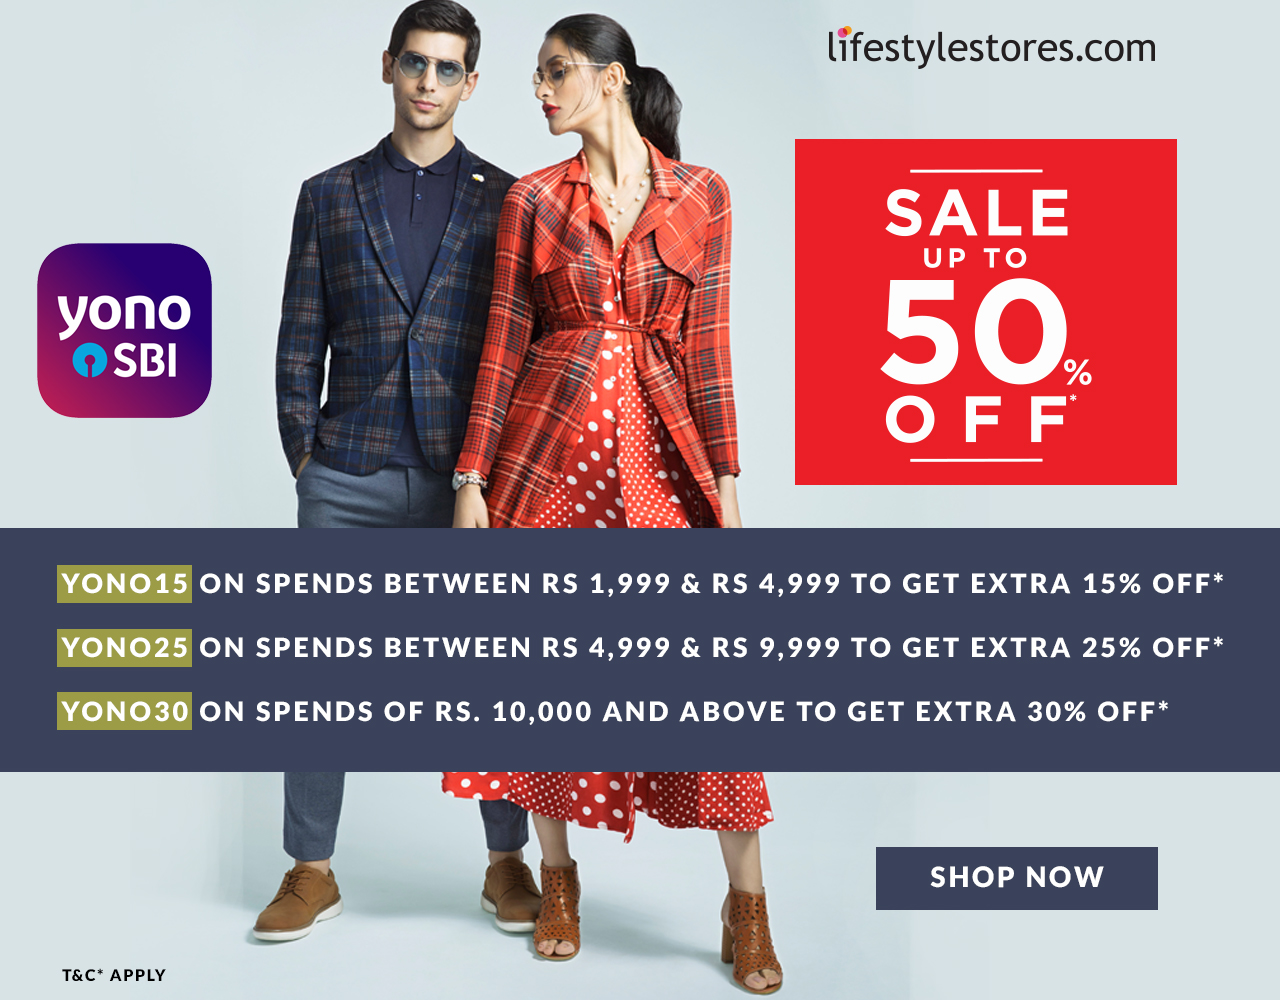 lifestylestores.com
SALE
UP TO
50%
OFF*
yono
SBI
YONO15 ON SPENDS BETWEEN RS 1,999 & RS 4,999 TO GET EXTRA 15% OFF*
YONO25 ON SPENDS BETWEEN RS 4,999 & RS 9,999 TO GET EXTRA 25% OFF*
YONO30 ON SPENDS OF RS. 10,000 AND ABOVE TO GET EXTRA 30% OFF*
SHOP NOW
T&C* APPLY